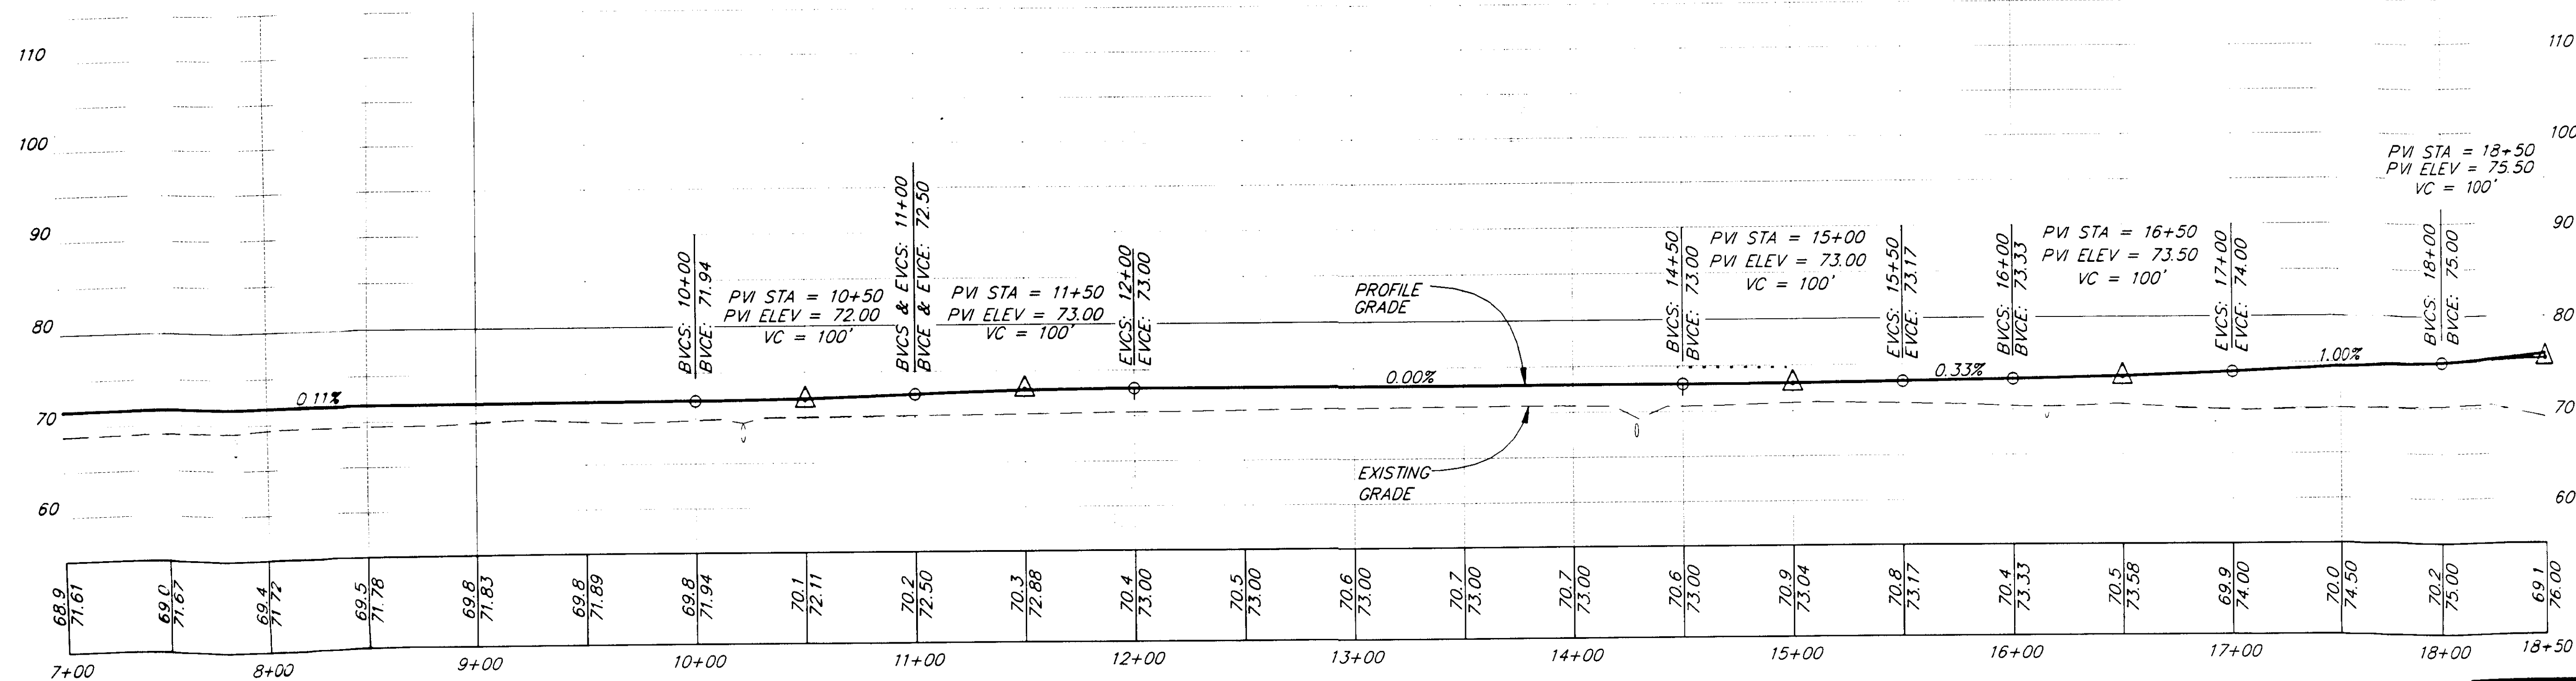 110
100
90
80
70
60
110
100
90
80
70
60
0.11%
BVCS: 10+00
BVCE: 71.94
PVI STA = 10+50
PVI ELEV = 72.00
VC = 100'
BVCS & EVCS: 11+00
BVCE & EVCE: 72.50
PVI STA = 11+50
PVI ELEV = 73.00
VC = 100'
EVCS: 12+00
EVCE: 73.00
PROFILE
GRADE
0.00%
EXISTING
GRADE
BVCS: 14+50
BVCE: 73.00
PVI STA = 15+00
PVI ELEV = 73.00
VC = 100'
EVCS: 15+50
EVCE: 73.17
0.33%
BVCS: 16+00
BVCE: 73.33
PVI STA = 16+50
PVI ELEV = 73.50
VC = 100'
EVCS: 17+00
EVCE: 74.00
1.00%
BVCS: 18+00
BVCE: 75.00
PVI STA = 18+50
PVI ELEV = 75.50
VC = 100'
68.9
71.61
69.0
71.67
69.4
71.72
69.5
71.78
69.8
71.83
69.8
71.89
69.8
71.94
70.1
72.11
70.2
72.50
70.3
72.88
70.4
73.00
70.5
73.00
70.6
73.00
70.7
73.00
70.7
73.00
70.6
73.00
70.9
73.04
70.8
73.17
70.4
73.33
70.5
73.58
69.9
74.00
70.0
74.50
70.2
75.00
69.1
76.00
7+00
8+00
9+00
10+00
11+00
12+00
13+00
14+00
15+00
16+00
17+00
18+00
18+50